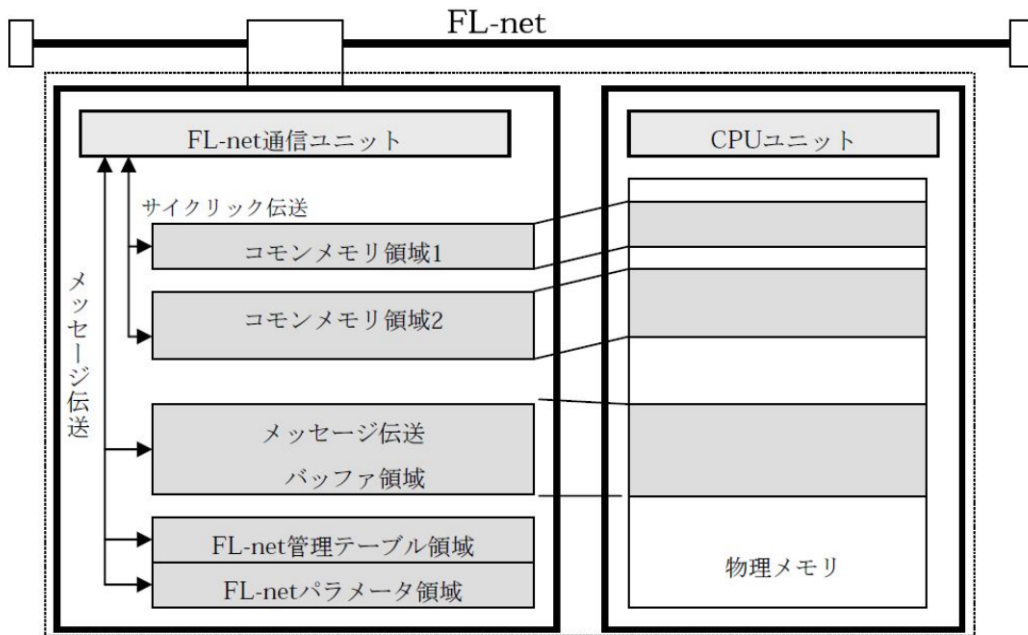 FL-net
FL-net通信ユニット
CPUユニット
サイクリック伝送
コモンメモリ領域1
コモンメモリ領域2
メッセージ伝送
メッセージ伝送
バッファ領域
FL-net管理テーブル領域
FL-netパラメータ領域
物理メモリ